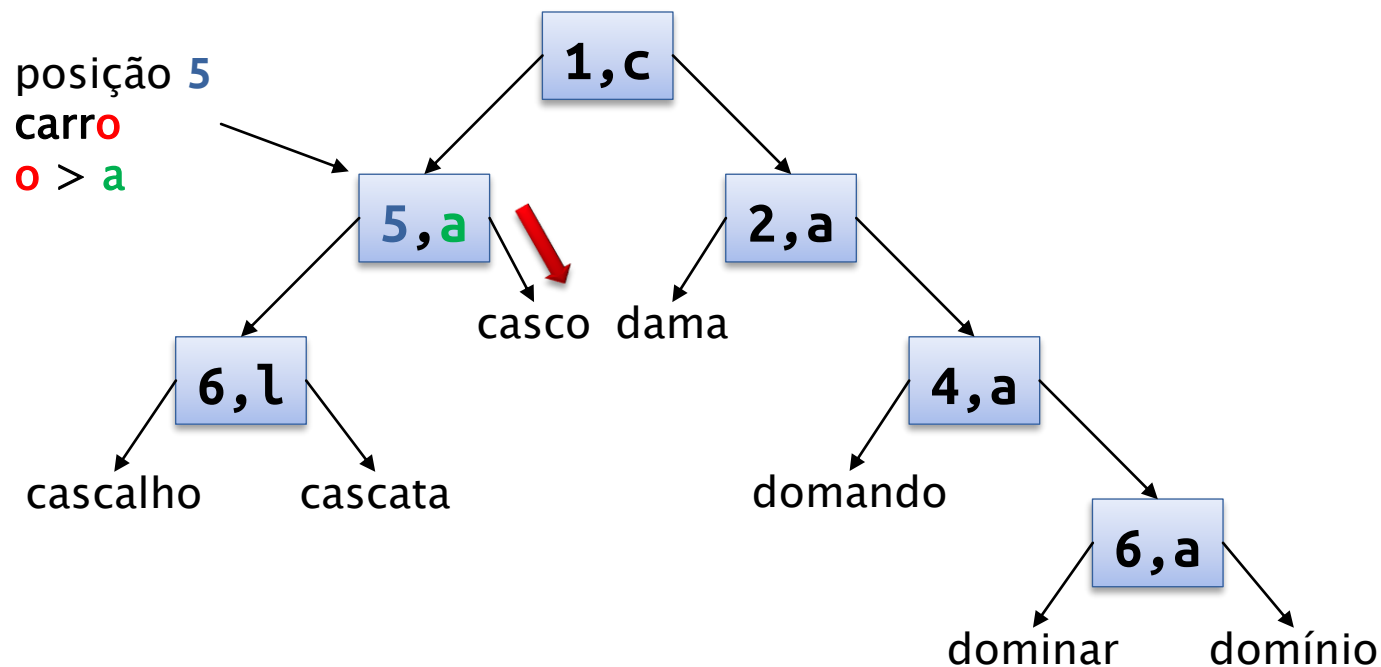 1,c
posição 5
carro
o > a
5,a
2,a
casco
dama
6,l
4,a
cascalho
cascata
domando
6,a
dominar
domínio